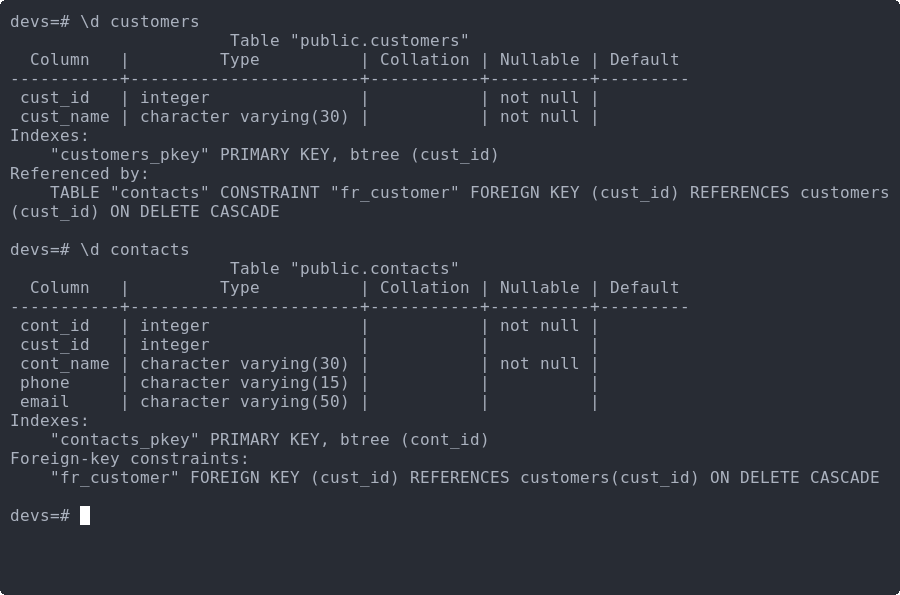 devs=# \d customers
                      Table "public.customers"
  Column   |         Type          | Collation | Nullable | Default
-----------+-----------------------+-----------+----------+---------
 cust_id   | integer               |           | not null |
 cust_name | character varying(30) |           | not null |
Indexes:
    "customers_pkey" PRIMARY KEY, btree (cust_id)
Referenced by:
    TABLE "contacts" CONSTRAINT "fr_customer" FOREIGN KEY (cust_id) REFERENCES customers
(cust_id) ON DELETE CASCADE

devs=# \d contacts
                      Table "public.contacts"
  Column   |         Type          | Collation | Nullable | Default
-----------+-----------------------+-----------+----------+---------
 cont_id   | integer               |           | not null |
 cust_id   | integer               |           |          |
 cont_name | character varying(30) |           | not null |
 phone     | character varying(15) |           |          |
 email     | character varying(50) |           |          |
Indexes:
    "contacts_pkey" PRIMARY KEY, btree (cont_id)
Foreign-key constraints:
    "fr_customer" FOREIGN KEY (cust_id) REFERENCES customers(cust_id) ON DELETE CASCADE

devs=#